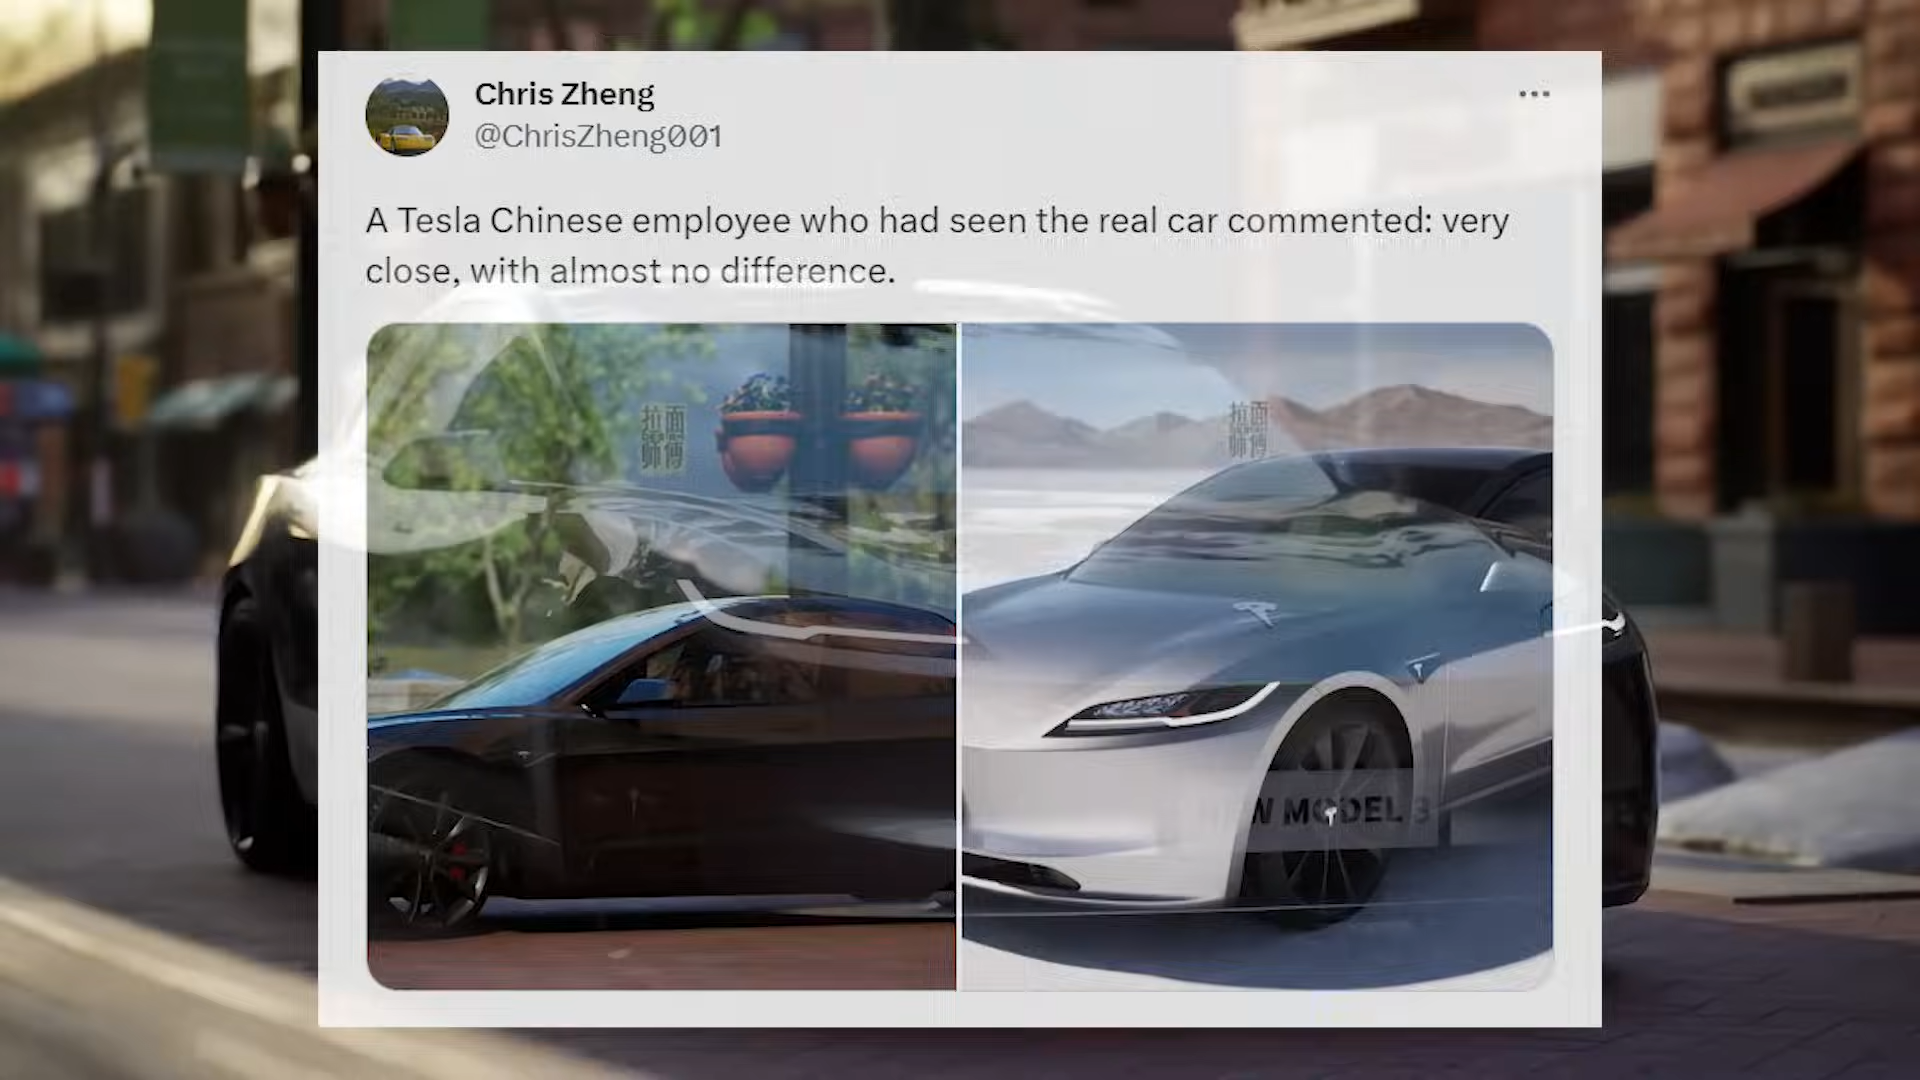 Chris Zheng
@ChrisZheng001
A Tesla Chinese employee who had seen the real car commented: very
close, with almost no difference.
拉面
师傅
拉面
师傅
W MODEL 3